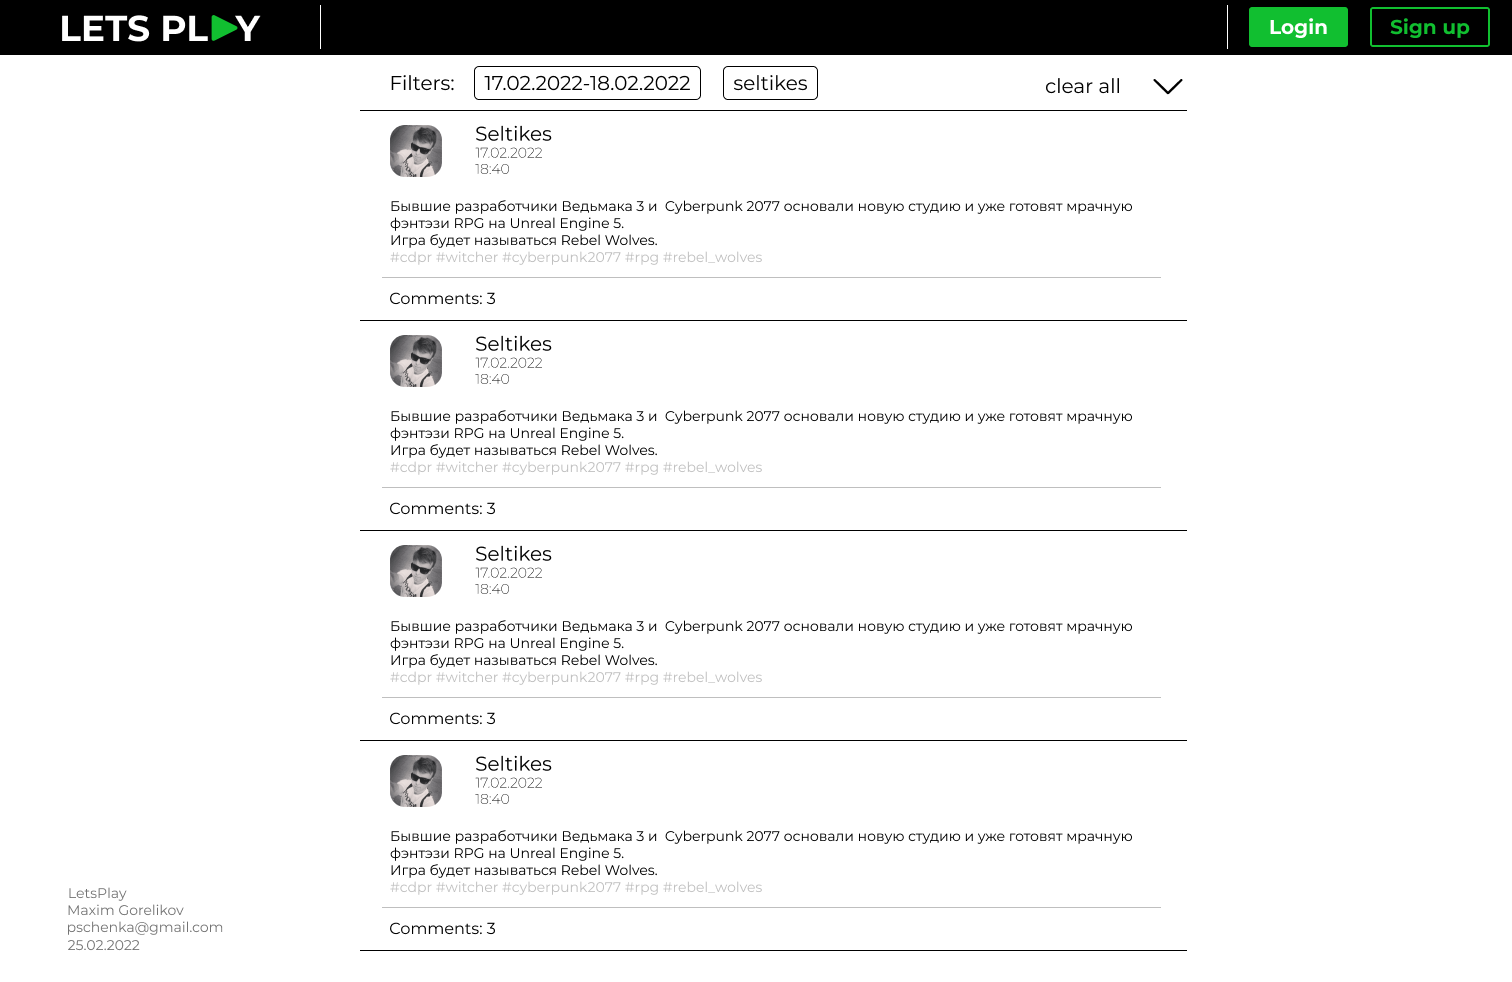 LETS PLAY
Login
Sign up
Filters: 17.02.2022-18.02.2022 seltikes clear all
Seltikes
17.02.2022
18:40
Бывшие разработчики Ведьмака 3 и  Cyberpunk 2077 основали новую студию и уже готовят мрачную
фэнтэзи RPG на Unreal Engine 5.
Игра будет называться Rebel Wolves.
#cdpr #witcher #cyberpunk2077 #rpg #rebel_wolves
Comments: 3
Seltikes
17.02.2022
18:40
Бывшие разработчики Ведьмака 3 и  Cyberpunk 2077 основали новую студию и уже готовят мрачную
фэнтэзи RPG на Unreal Engine 5.
Игра будет называться Rebel Wolves.
#cdpr #witcher #cyberpunk2077 #rpg #rebel_wolves
Comments: 3
Seltikes
17.02.2022
18:40
Бывшие разработчики Ведьмака 3 и  Cyberpunk 2077 основали новую студию и уже готовят мрачную
фэнтэзи RPG на Unreal Engine 5.
Игра будет называться Rebel Wolves.
#cdpr #witcher #cyberpunk2077 #rpg #rebel_wolves
Comments: 3
Seltikes
17.02.2022
18:40
Бывшие разработчики Ведьмака 3 и  Cyberpunk 2077 основали новую студию и уже готовят мрачную
фэнтэзи RPG на Unreal Engine 5.
Игра будет называться Rebel Wolves.
#cdpr #witcher #cyberpunk2077 #rpg #rebel_wolves
Comments: 3
LetsPlay
Maxim Gorelikov
pschenka@gmail.com
25.02.2022